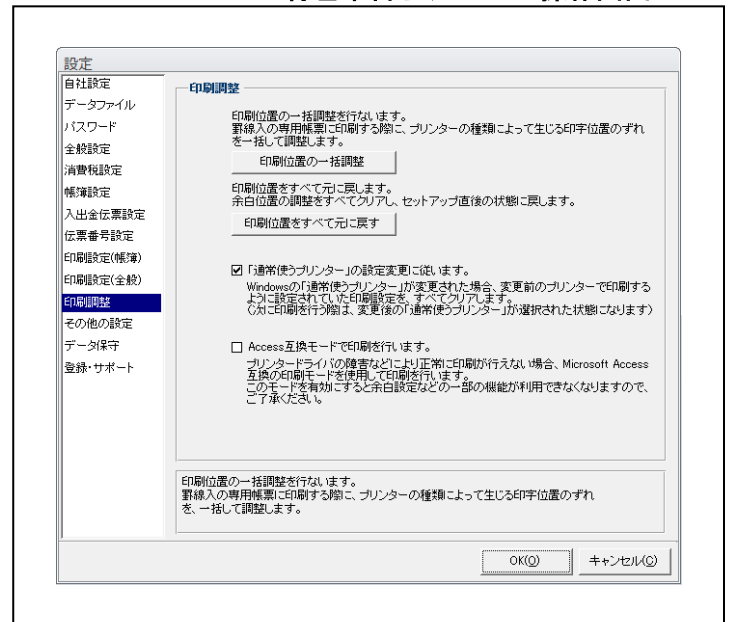 設定
自社設定
データファイル
パスワード
全般設定
消費税設定
帳簿設定
入出金伝票設定
伝票番号設定
印刷設定(帳簿)
印刷設定(全般)
印刷調整
その他の設定
データ保守
登録・サポート
印刷調整
印刷位置の一括調整を行ないます。
罫線入の専用帳票に印刷する際に、プリンターの種類によって生じる印字位置のずれ
を一括して調整します。
印刷位置の一括調整
印刷位置をすべて元に戻します。
余白位置の調整をすべてクリアし、セットアップ直後の状態に戻します。
印刷位置をすべて元に戻す
「通常使うプリンター」の設定変更に従います。
Windowsの「通常使うプリンター」が変更された場合、変更前のプリンターで印刷する
ように設定されていた印刷設定を、すべてクリアします。
(次に印刷を行う際は、変更後の「通常使うプリンター」が選択された状態になります)
Access互換モードで印刷を行います。
プリンタードライバの障害などにより正常に印刷が行えない場合、Microsoft Access
互換の印刷モードを使用して印刷を行います。
このモードを有効にすると余白設定などの一部の機能が利用できなくなりますので、
ご了承ください。
印刷位置の一括調整を行ないます。
罫線入の専用帳票に印刷する際に、プリンターの種類によって生じる印字位置のずれ
を、一括して調整します。
OK(O)
キャンセル(C)